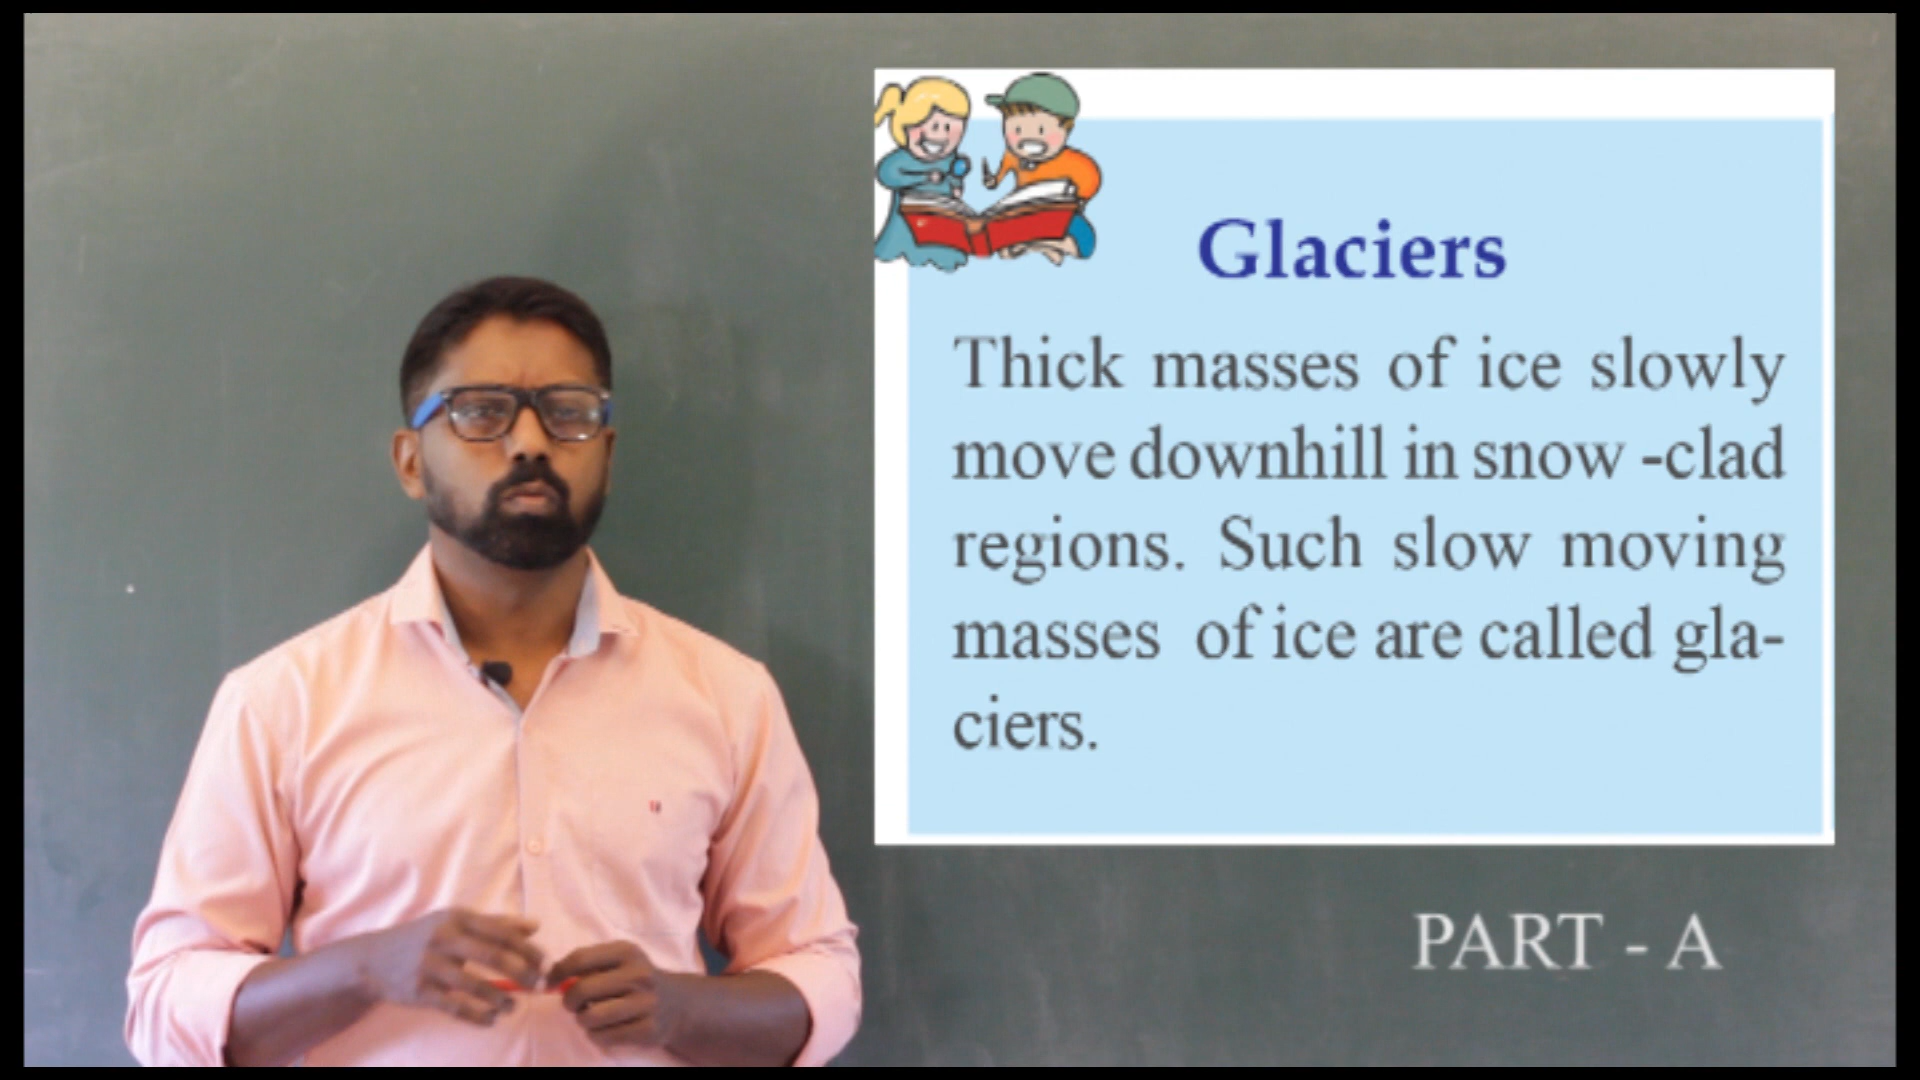 Glaciers
Thick masses of ice slowly
move downhill in snow -clad
regions. Such slow moving
masses of ice are called gla-
ciers.
PART - A